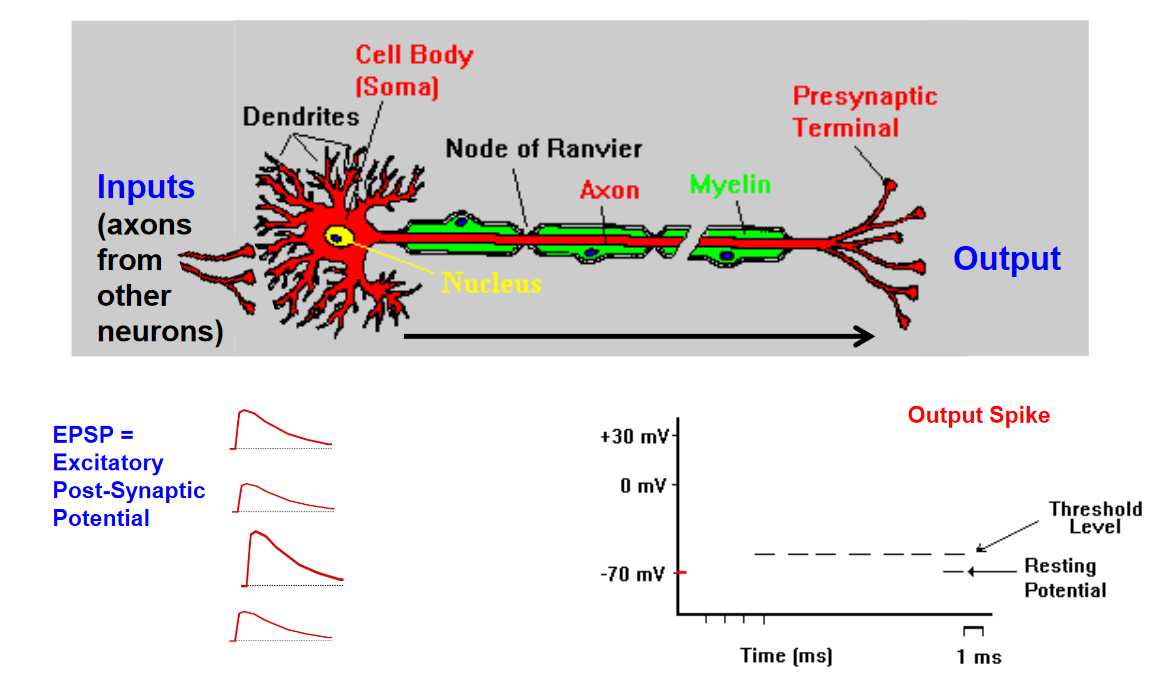 Cell Body
(Soma)
Dendrites
Presynaptic
Terminal
Node of Ranvier
Axon
Myelin
Inputs
(axons
from
other
neurons)
Nucleus
Output
EPSP =
Excitatory
Post-Synaptic
Potential
Output Spike
+30 mV
0 mV
-70 mV
Threshold
Level
Resting
Potential
Time (ms)
1 ms